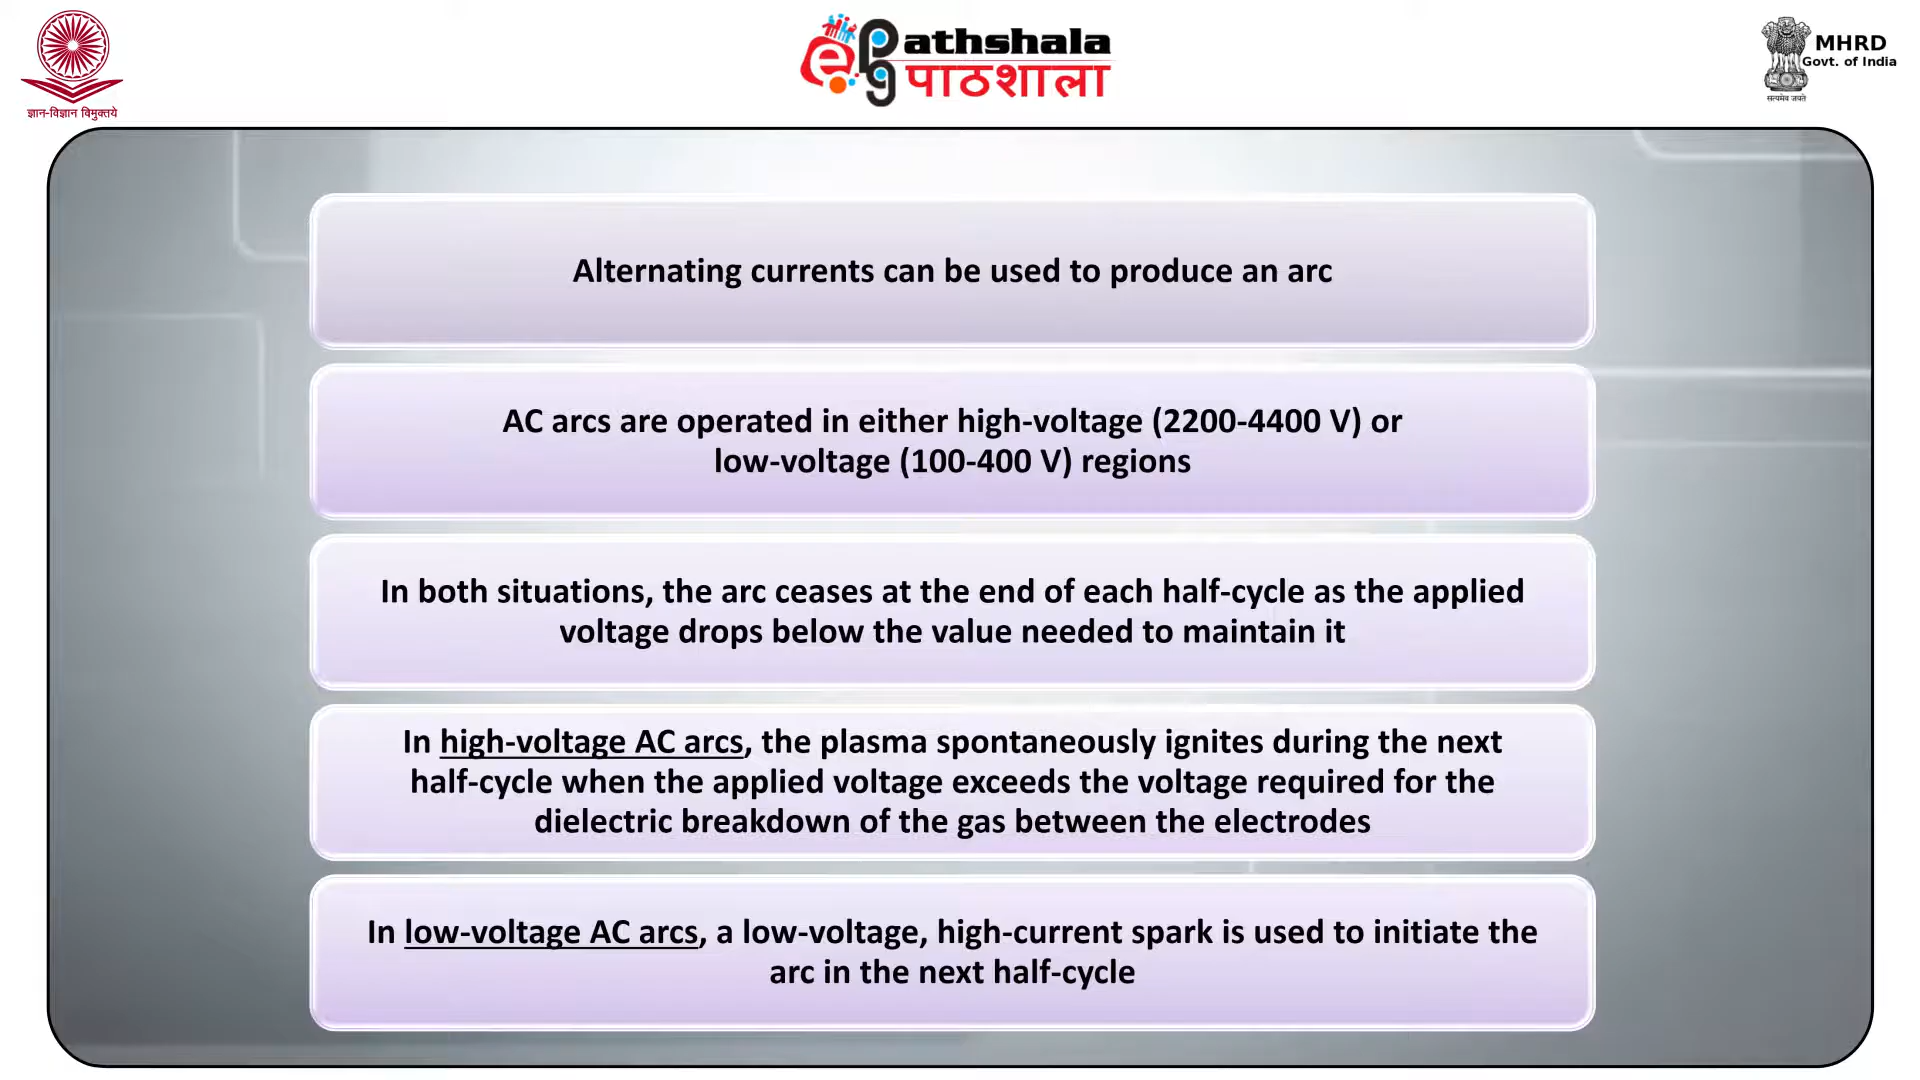 ज्ञान-विज्ञान विमुक्तये
ePG athshala
पाठशाला
MHRD
Govt. of India
सत्यमेव जयते
Alternating currents can be used to produce an arc
AC arcs are operated in either high-voltage (2200-4400 V) or
low-voltage (100-400 V) regions
In both situations, the arc ceases at the end of each half-cycle as the applied
voltage drops below the value needed to maintain it
In high-voltage AC arcs, the plasma spontaneously ignites during the next
half-cycle when the applied voltage exceeds the voltage required for the
dielectric breakdown of the gas between the electrodes
In low-voltage AC arcs, a low-voltage, high-current spark is used to initiate the
arc in the next half-cycle